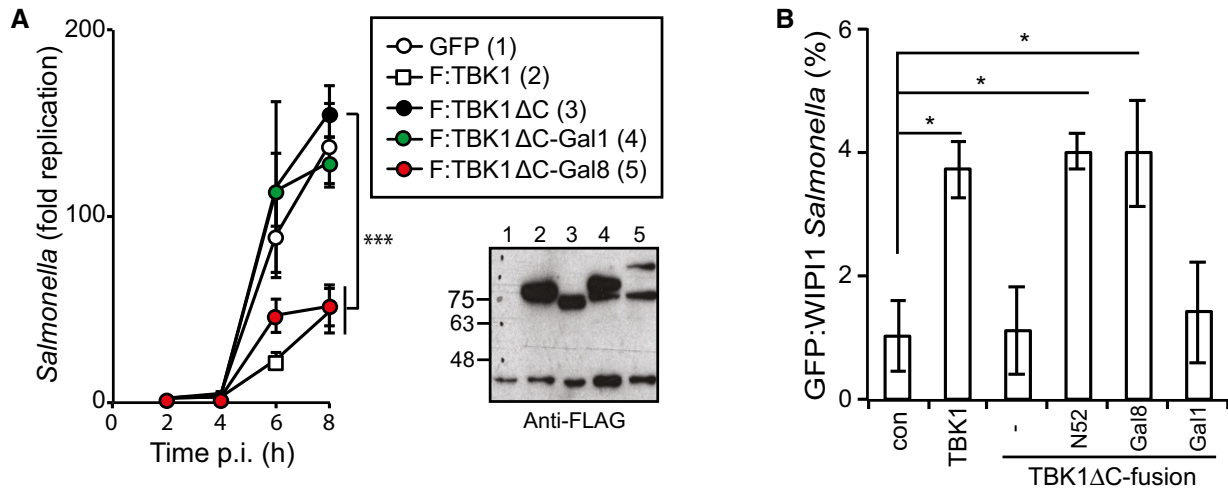 A
Salmonella (fold replication)
200
100
0
0 2 4 6 8
Time p.i. (h)
GFP (1)
F:TBK1 (2)
F:TBK1ΔC (3)
F:TBK1ΔC-Gal1 (4)
F:TBK1ΔC-Gal8 (5)
***
1 2 3 4 5
75
63
48
Anti-FLAG
B
GFP:WIPI1 Salmonella (%)
6
4
2
0
*
*
*
con
TBK1
-
N52
Gal8
Gal1
TBK1ΔC-fusion